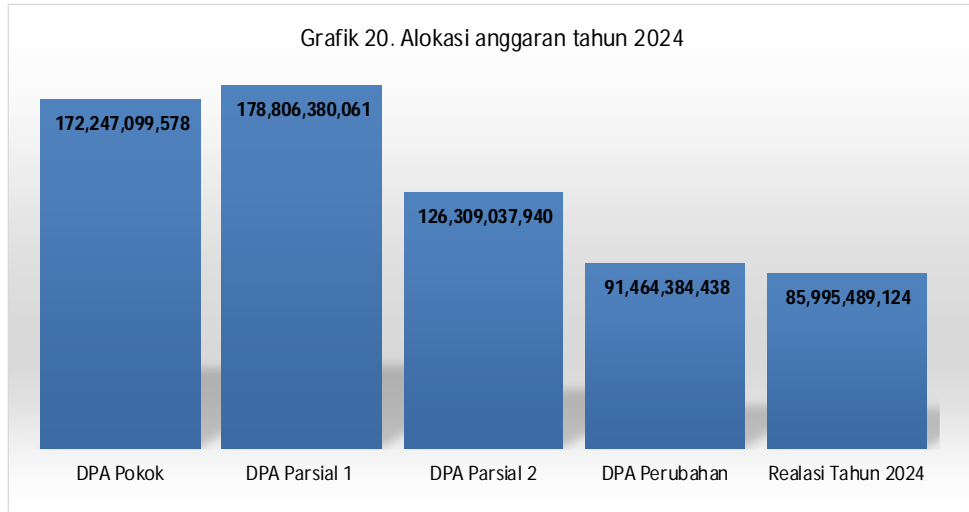 Grafik 20. Alokasi anggaran tahun 2024
172,247,099,578
178,806,380,061
126,309,037,940
91,464,384,438
85,995,489,124
DPA Pokok
DPA Parsial 1
DPA Parsial 2
DPA Perubahan
Realasi Tahun 2024